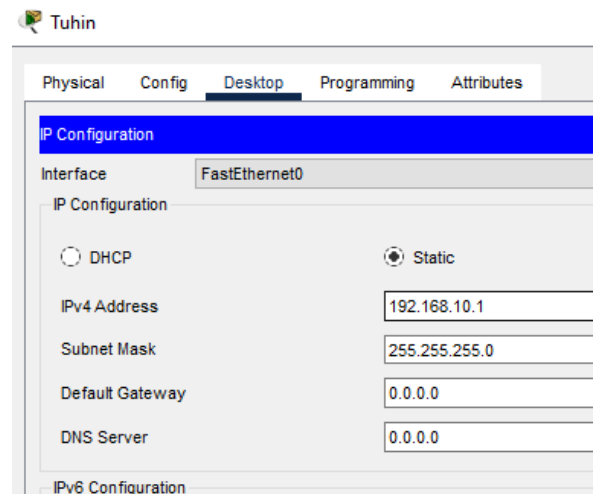 Tuhin
Physical Config Desktop Programming Attributes
IP Configuration
Interface FastEthernet0
IP Configuration
DHCP Static
IPv4 Address 192.168.10.1
Subnet Mask 255.255.255.0
Default Gateway 0.0.0.0
DNS Server 0.0.0.0
IPv6 Configuration